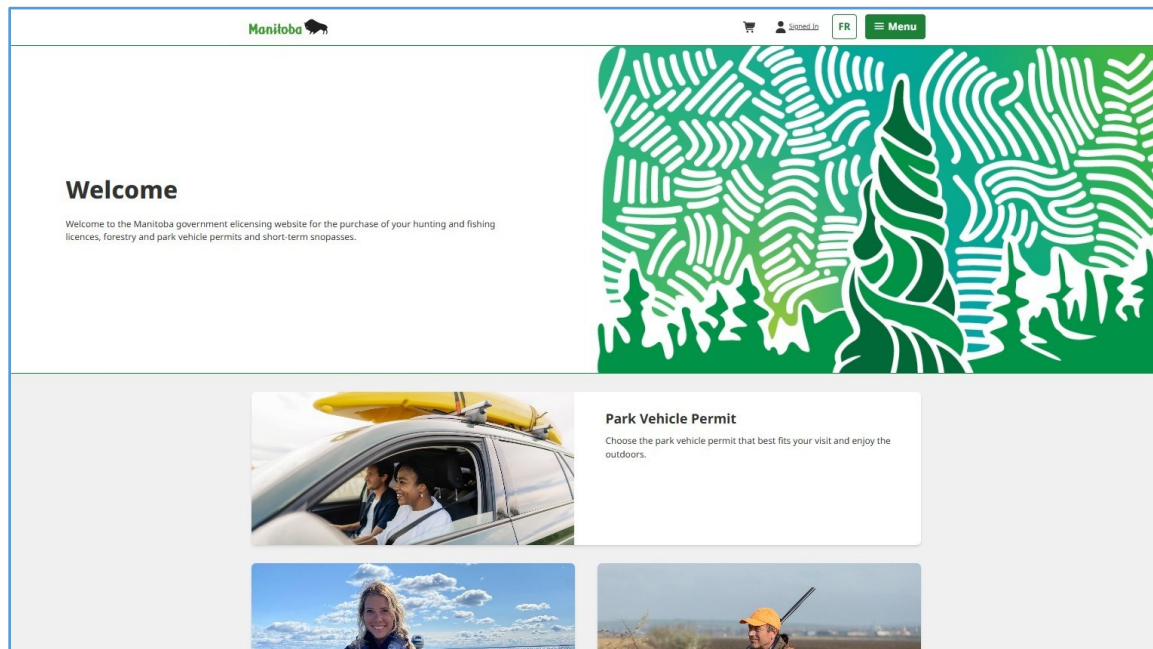 Manitoba
Signed In
FR
Menu
Welcome
Welcome to the Manitoba government elicensing website for the purchase of your hunting and fishing
licences, forestry and park vehicle permits and short-term snopasses.
Park Vehicle Permit
Choose the park vehicle permit that best fits your visit and enjoy the
outdoors.